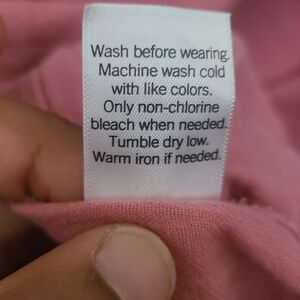 Wash before wearing.
Machine wash cold
with like colors.
Only non-chlorine
bleach when needed.
Tumble dry low.
Warm iron if needed.